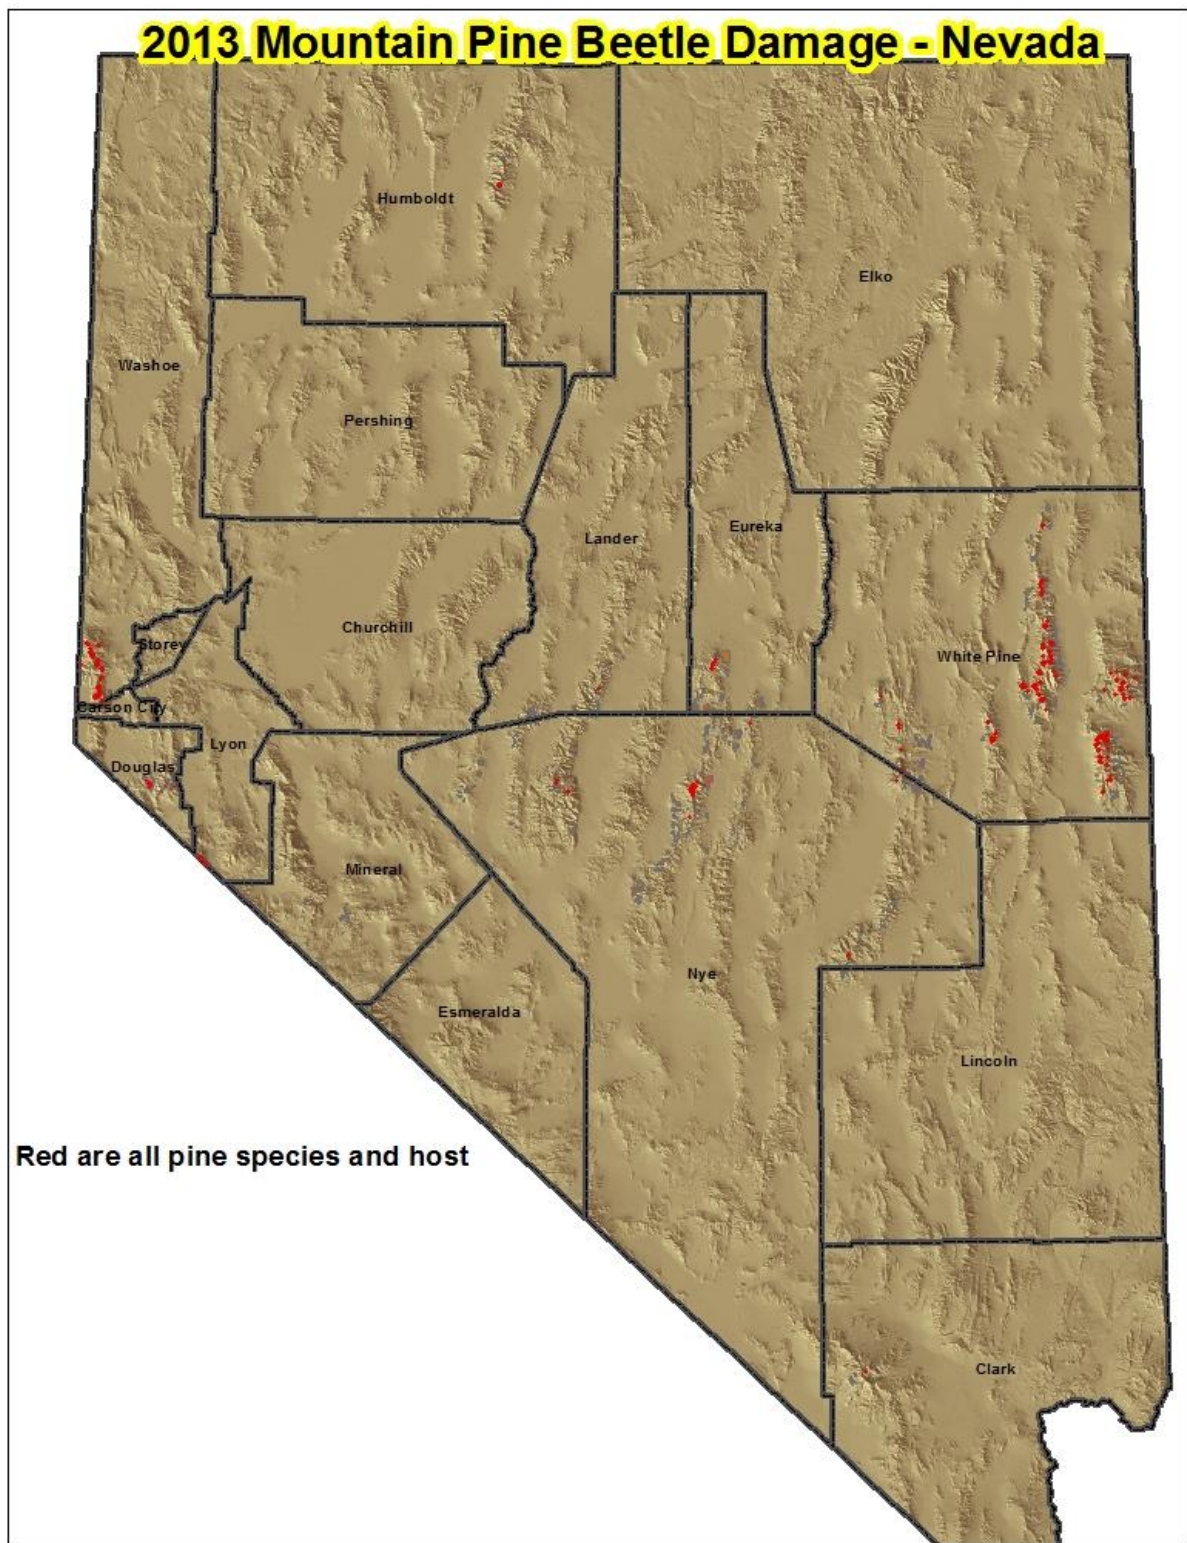 2013 Mountain Pine Beetle Damage - Nevada
Humboldt
Elko
Washoe
Pershing
Lander
Eureka
Churchill
Storey
White Pine
Carson City
Lyon
Douglas
Mineral
Nye
Esmeralda
Lincoln
Red are all pine species and host
Clark